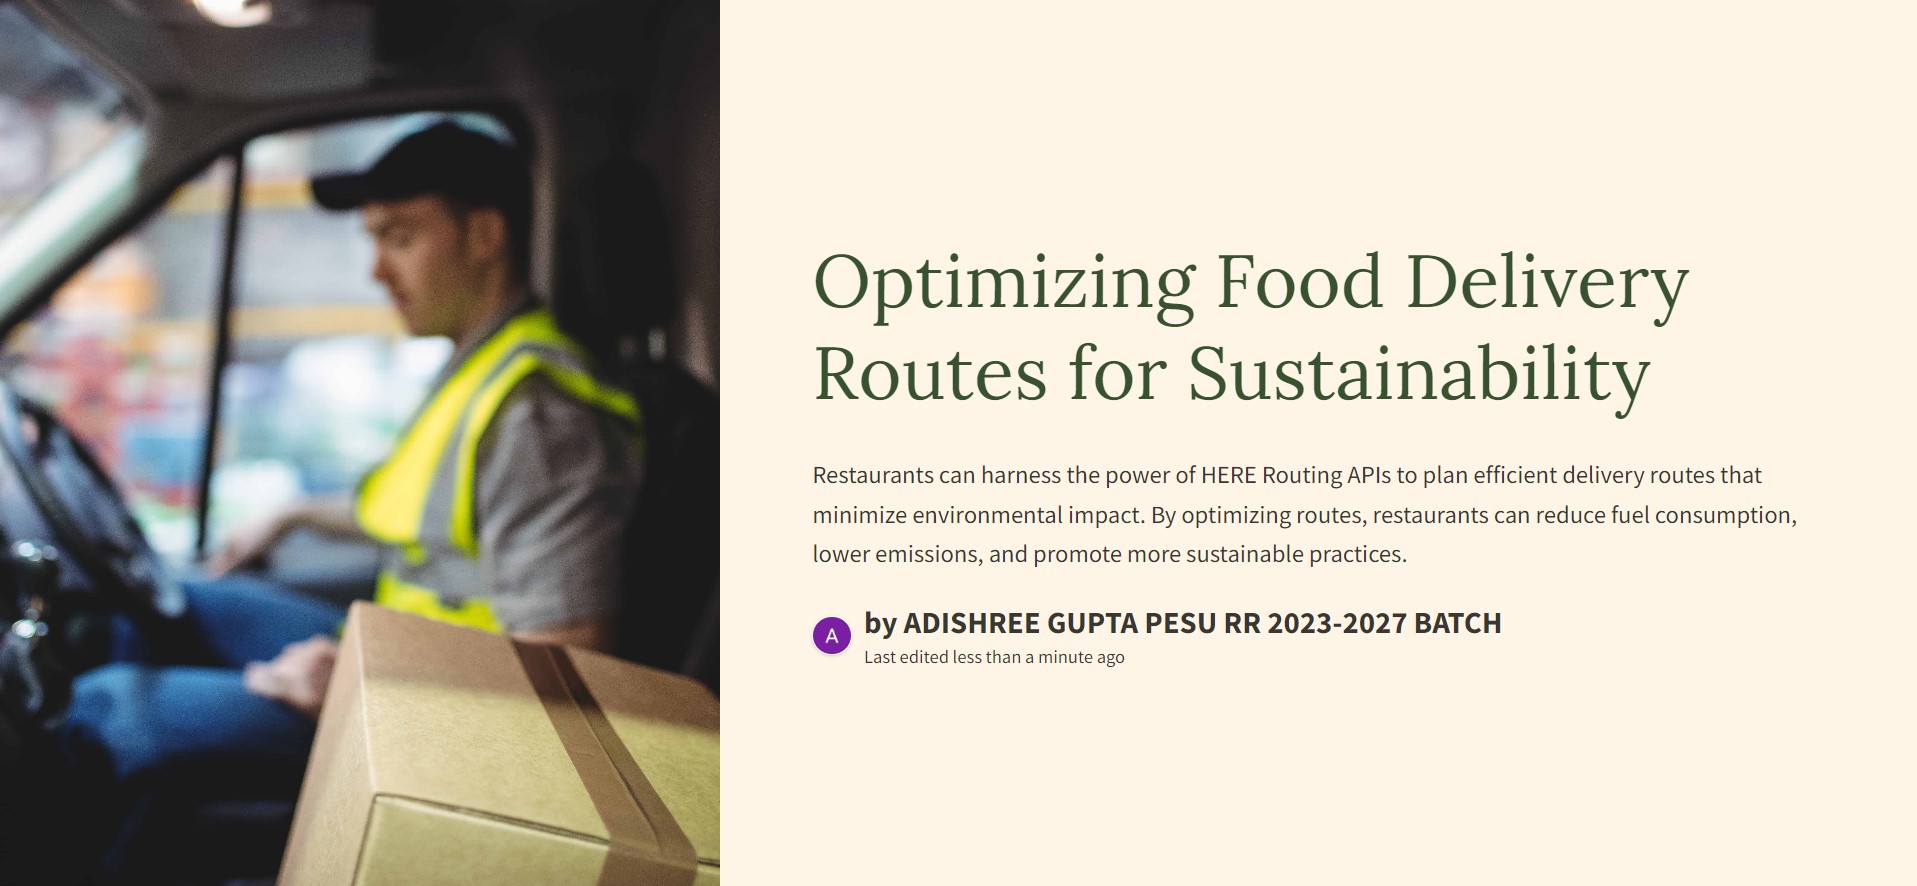 Optimizing Food Delivery
Routes for Sustainability
Restaurants can harness the power of HERE Routing APIs to plan efficient delivery routes that
minimize environmental impact. By optimizing routes, restaurants can reduce fuel consumption,
lower emissions, and promote more sustainable practices.
A
by ADISHREE GUPTA PESU RR 2023-2027 BATCH
Last edited less than a minute ago